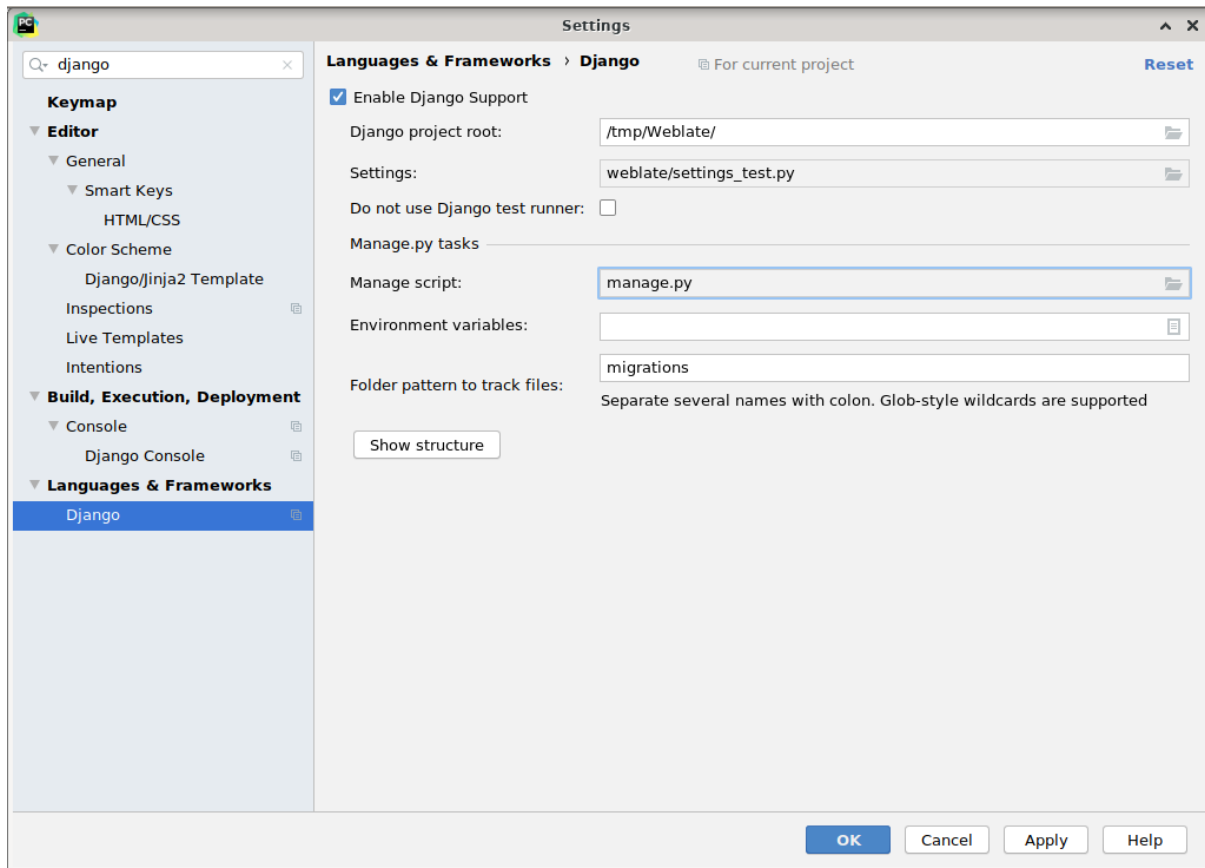 PC
Settings
django
Keymap
Editor
General
Smart Keys
HTML/CSS
Color Scheme
Django/Jinja2 Template
Inspections
Live Templates
Intentions
Build, Execution, Deployment
Console
Django Console
Languages & Frameworks
Django
Languages & Frameworks › Django For current project Reset
Enable Django Support
Django project root: /tmp/Weblate/
Settings: weblate/settings_test.py
Do not use Django test runner:
Manage.py tasks
Manage script: manage.py
Environment variables:
Folder pattern to track files: migrations
Separate several names with colon. Glob-style wildcards are supported
Show structure
OK Cancel Apply Help